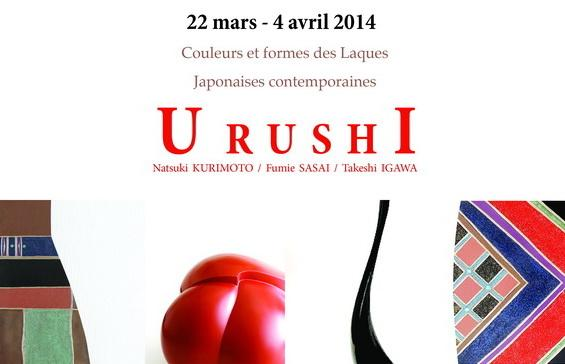 22 mars - 4 avril 2014
Couleurs et formes des Laques
Japonaises contemporaines
URUSHI
Natsuki KURIMOTO / Fumie SASAI / Takeshi IGAWA